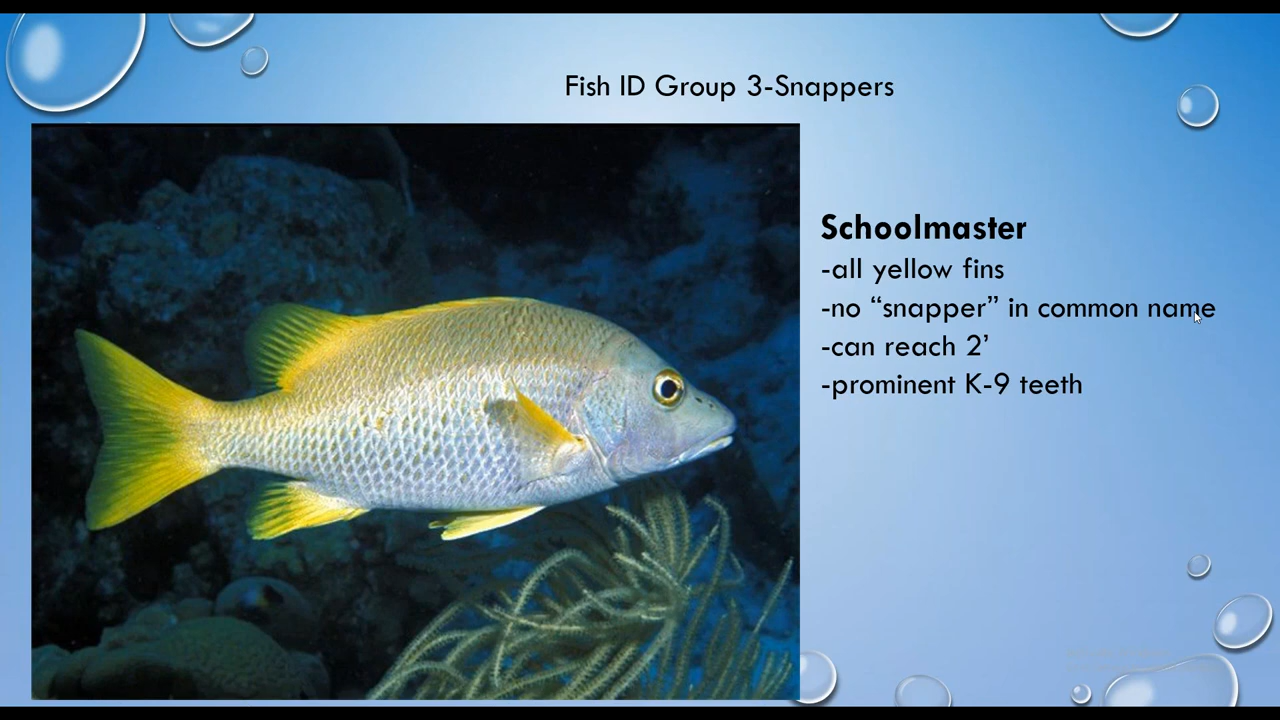 Fish ID Group 3-Snappers
Schoolmaster
-all yellow fins
-no “snapper” in common name
-can reach 2’
-prominent K-9 teeth